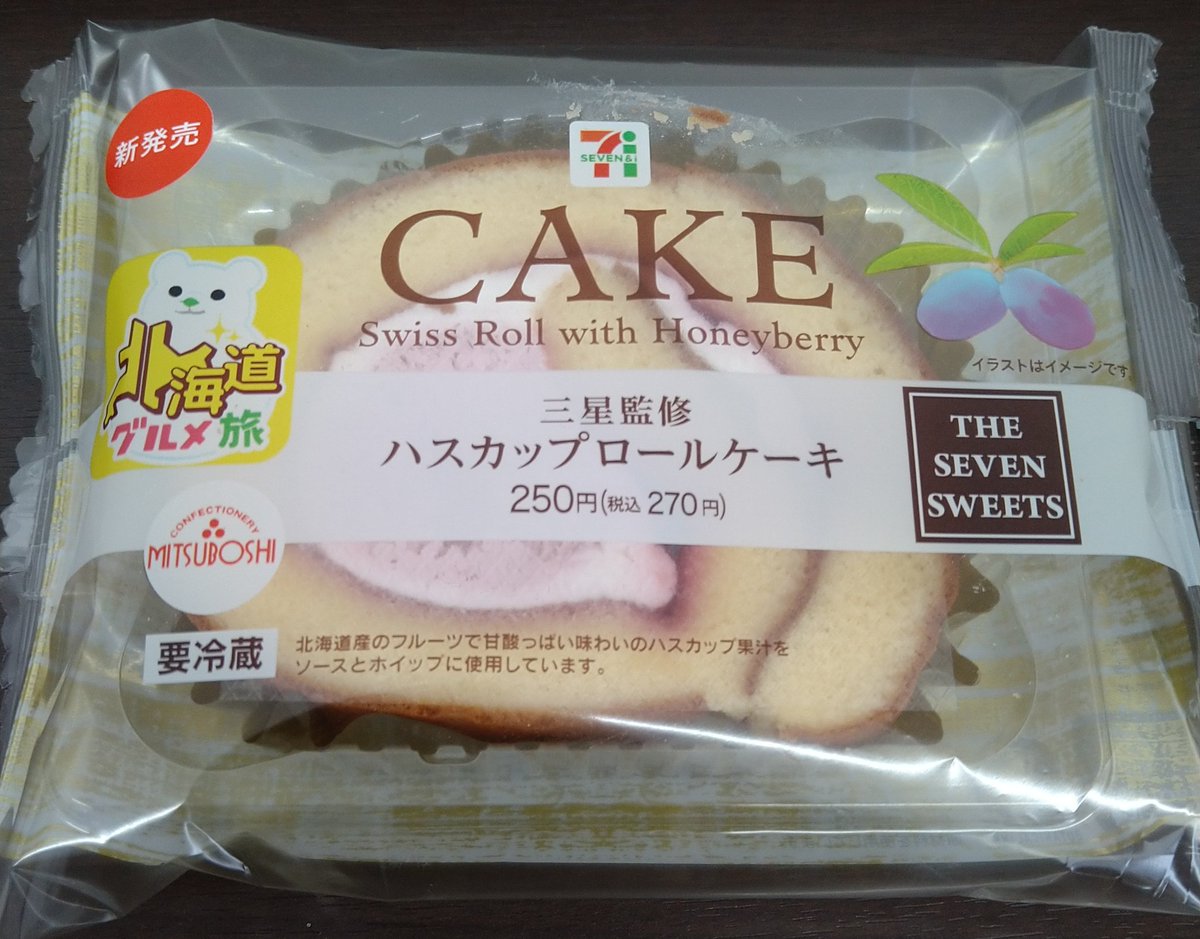 新発売
SEVEN&i
CAKE
Swiss Roll with Honeyberry
イラストはイメージです。
北海道
グルメ旅
三星監修
ハスカップロールケーキ
250円(税込 270円)
THE
SEVEN
SWEETS
CONFECTIONERY
MITSUBOSHI
要冷蔵
北海道産のフルーツで甘酸っぱい味わいのハスカップ果汁を
ソースとホイップに使用しています。